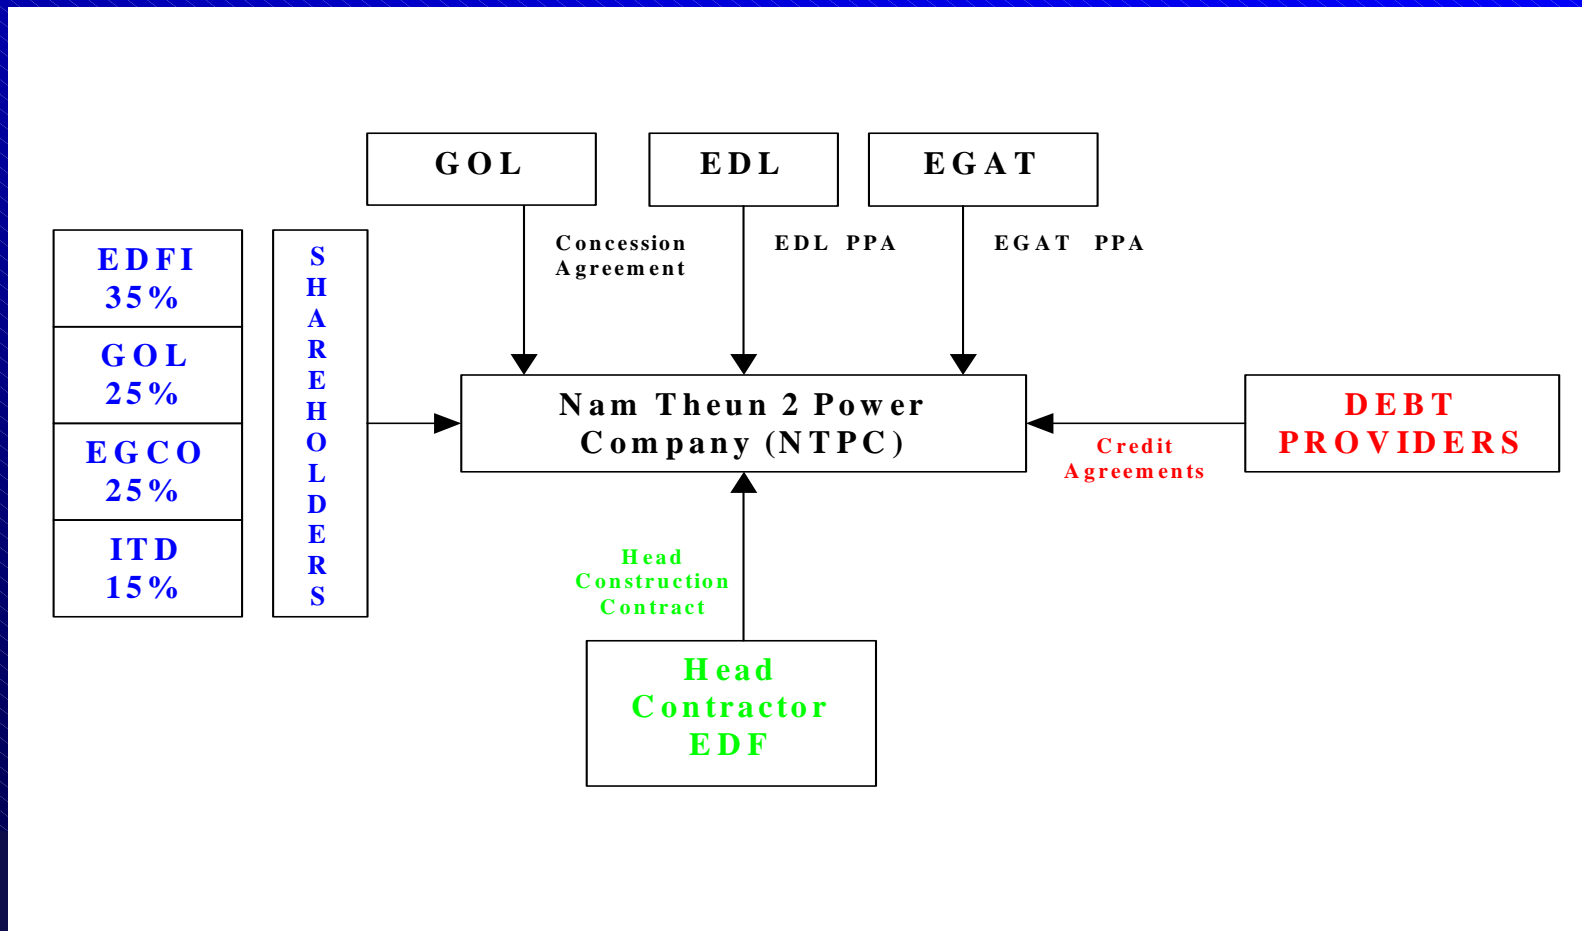 GOL
EDL
EGAT
Concession
Agreement
EDL PPA
EGAT PPA
EDFI
35%
GOL
25%
EGCO
25%
ITD
15%
SHAREHOLDERS
Nam Theun 2 Power
Company (NTPC)
DEBT
PROVIDERS
Credit
Agreements
Head
Construction
Contract
Head
Contractor
EDF